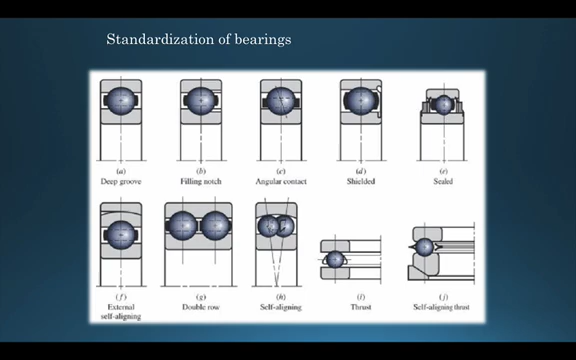 Standardization of bearings
(a)
Deep groove
(b)
Filling notch
(c)
Angular contact
(d)
Shielded
(e)
Sealed
(f)
External
self-aligning
(g)
Double row
(h)
Self-aligning
(i)
Thrust
(j)
Self-aligning thrust